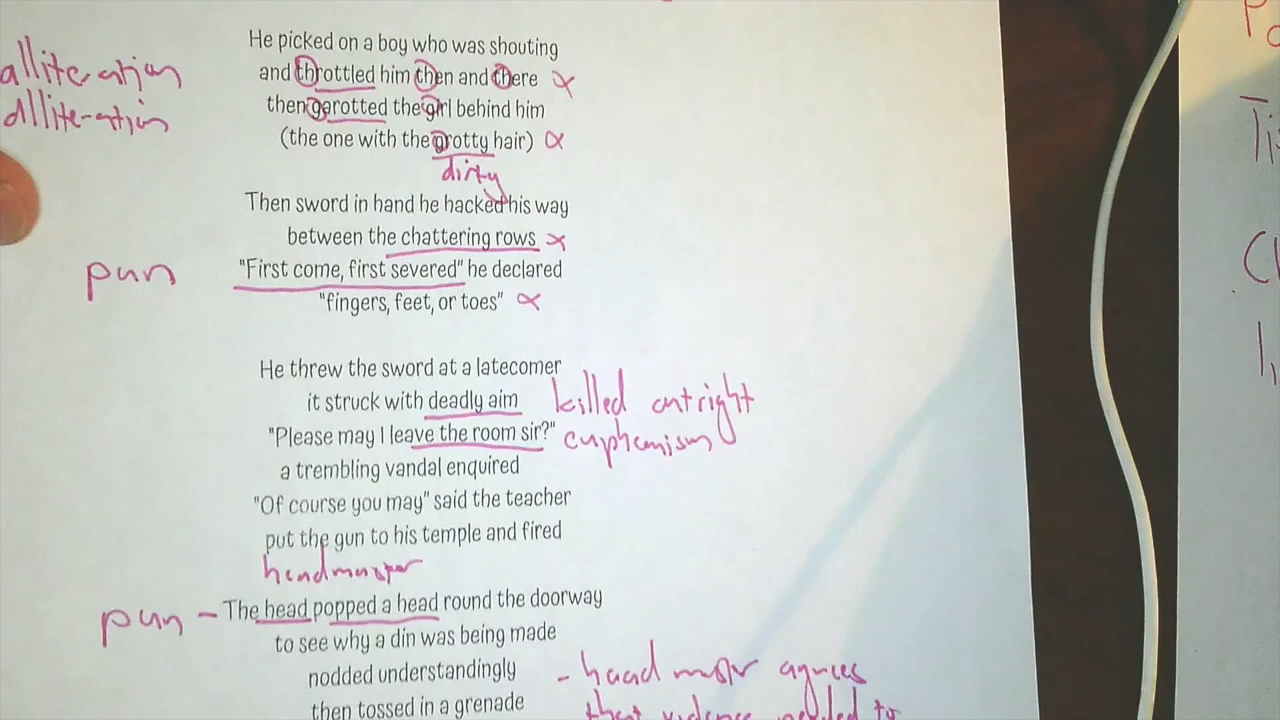 He picked on a boy who was shouting
alliteration and throttled him then and there
alliteration then garotted the girl behind him
(the one with the grotty hair)
dirty
Then sword in hand he hacked his way
between the chattering rows
pun "First come, first severed" he declared
"fingers, feet, or toes"
He threw the sword at a latecomer
it struck with deadly aim killed outright
"Please may I leave the room sir?" euphemism
a trembling vandal enquired
"Of course you may" said the teacher
put the gun to his temple and fired
headmaster
pun – The head popped a head round the doorway
to see why a din was being made
nodded understandingly - head master agrees
then tossed in a grenade that violence needed to